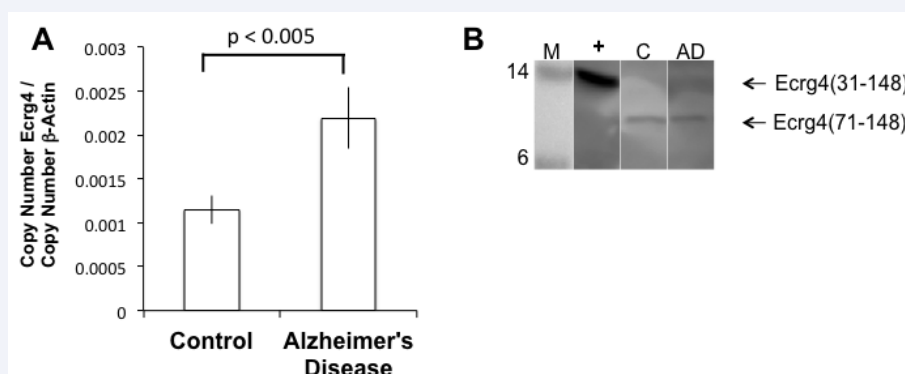 A
p < 0.005
0.003
0.0025
0.002
0.0015
0.001
0.0005
0
Copy Number Ecrg4 /
Copy Number β-Actin
Control
Alzheimer's
Disease
B
M + C AD
14
6
← Ecrg4(31-148)
← Ecrg4(71-148)